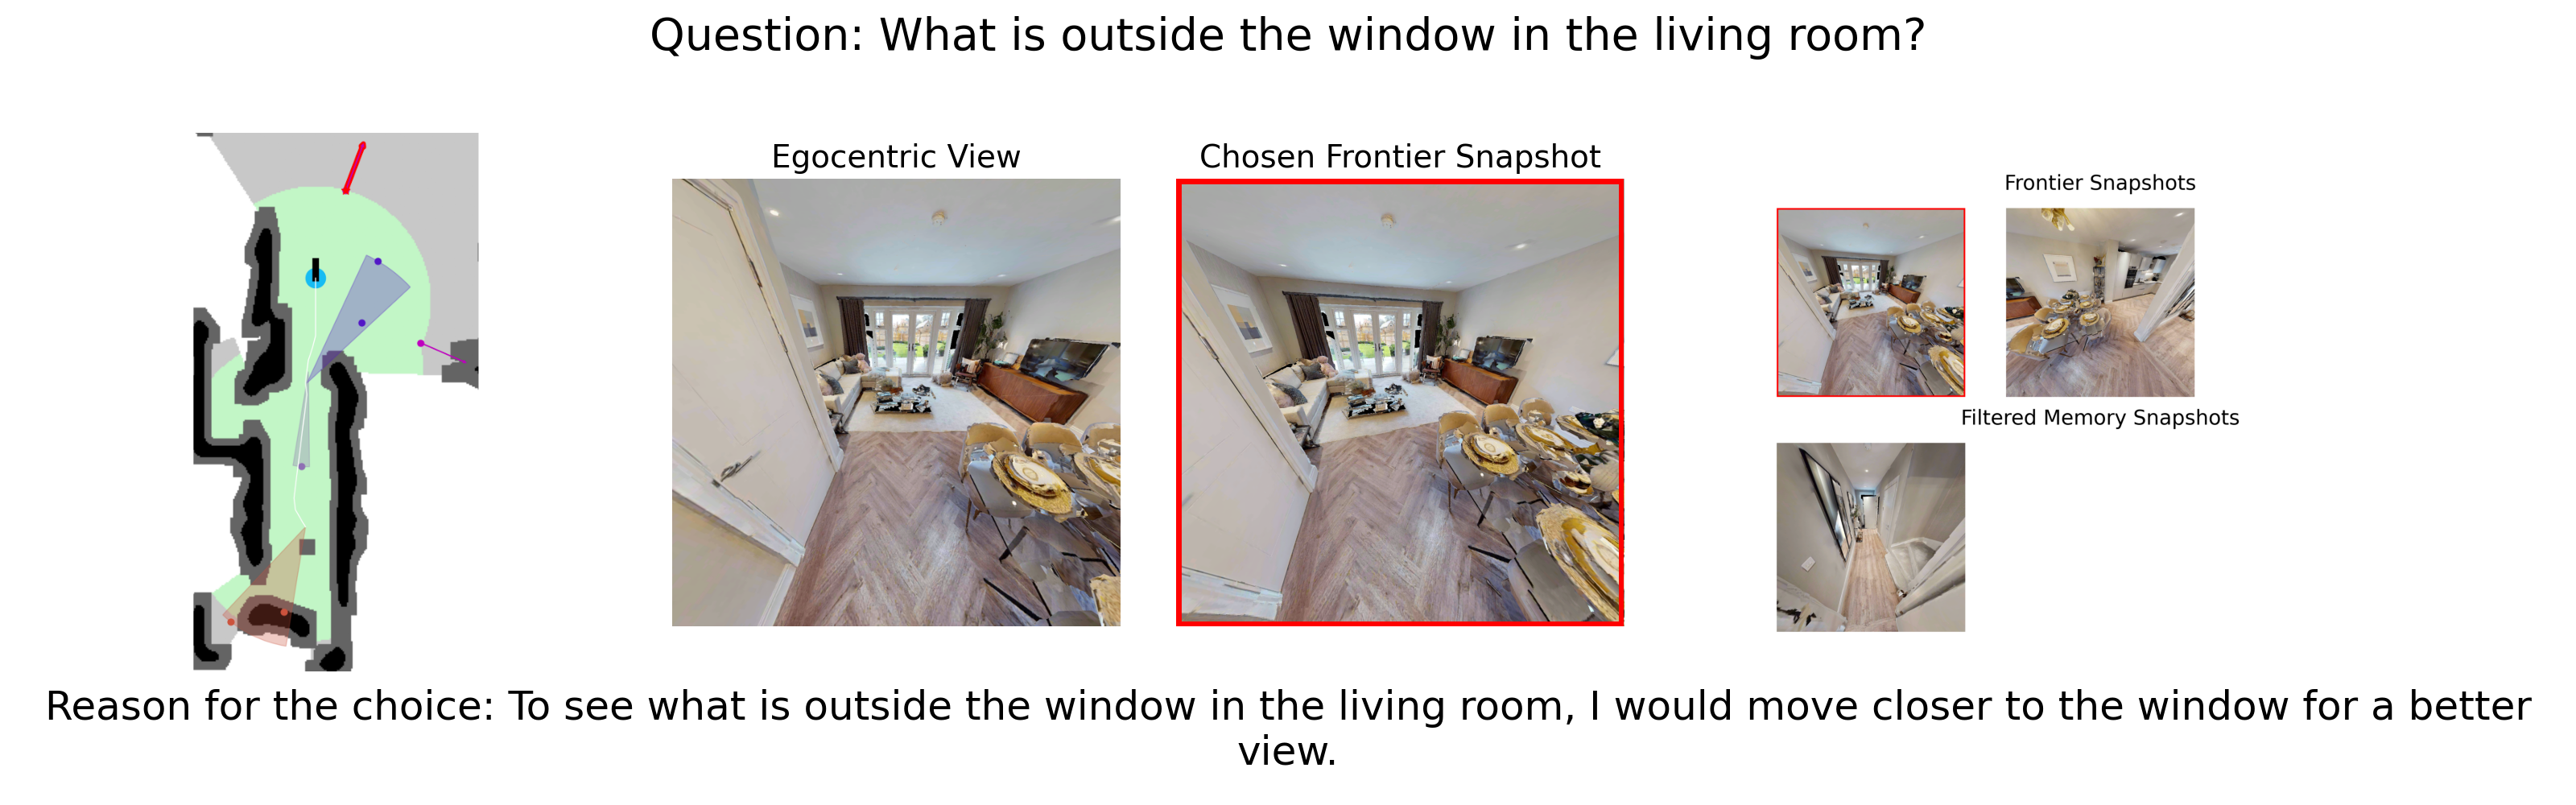 Question: What is outside the window in the living room?
Egocentric View
Chosen Frontier Snapshot
Frontier Snapshots
Filtered Memory Snapshots
Reason for the choice: To see what is outside the window in the living room, I would move closer to the window for a better
view.